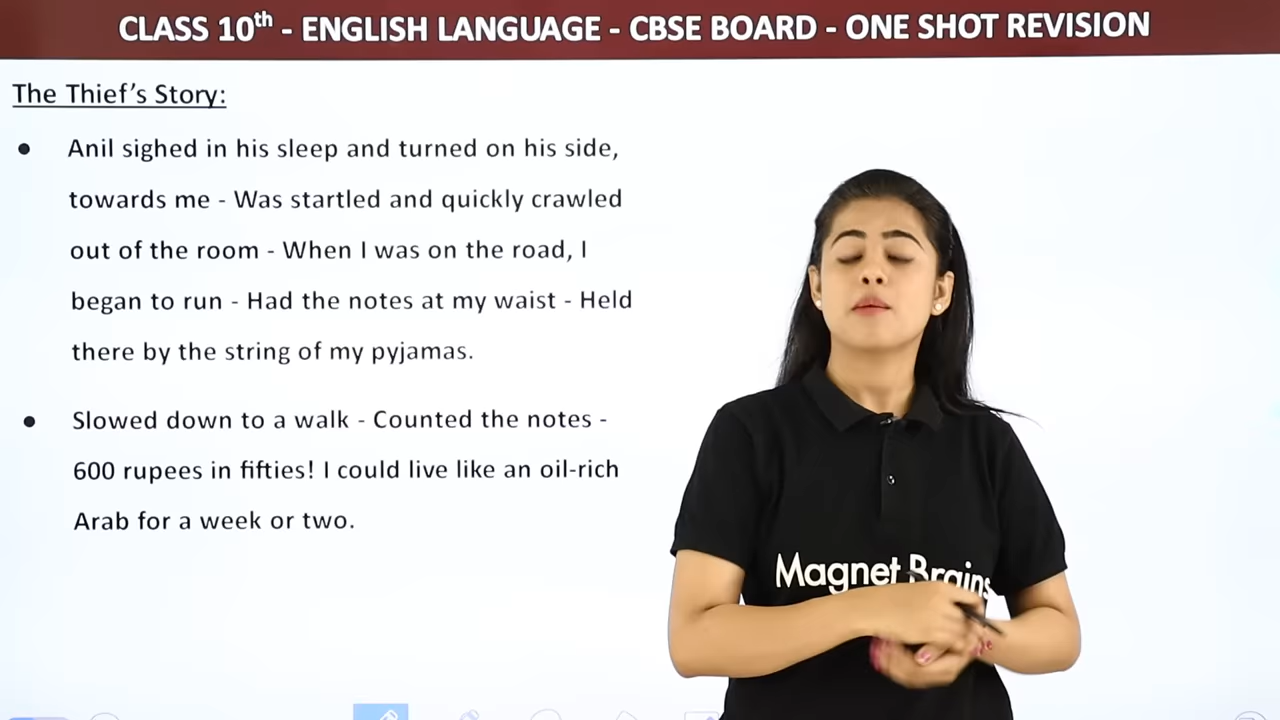 CLASS 10th - ENGLISH LANGUAGE - CBSE BOARD - ONE SHOT REVISION
The Thief's Story:
● Anil sighed in his sleep and turned on his side,
towards me - Was startled and quickly crawled
out of the room - When I was on the road, I
began to run - Had the notes at my waist - Held
there by the string of my pyjamas.
● Slowed down to a walk - Counted the notes -
600 rupees in fifties! I could live like an oil-rich
Arab for a week or two.
Magnet Brains